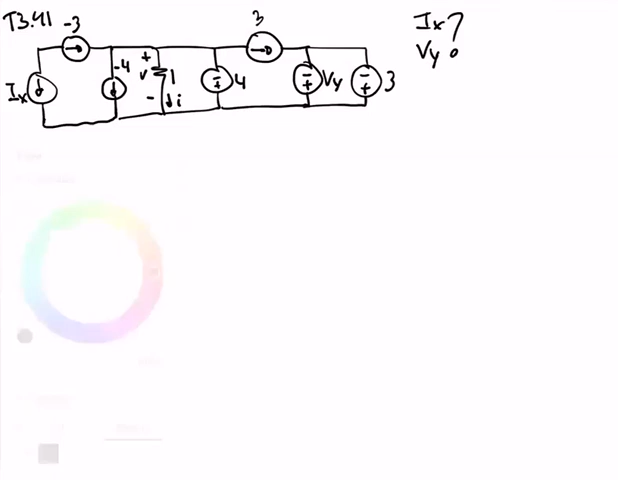 T3.41
-3
3
Ix?
Vy?
Ix
-4
+
v
-
1
i
-
+
4
-
+
Vy
-
+
3